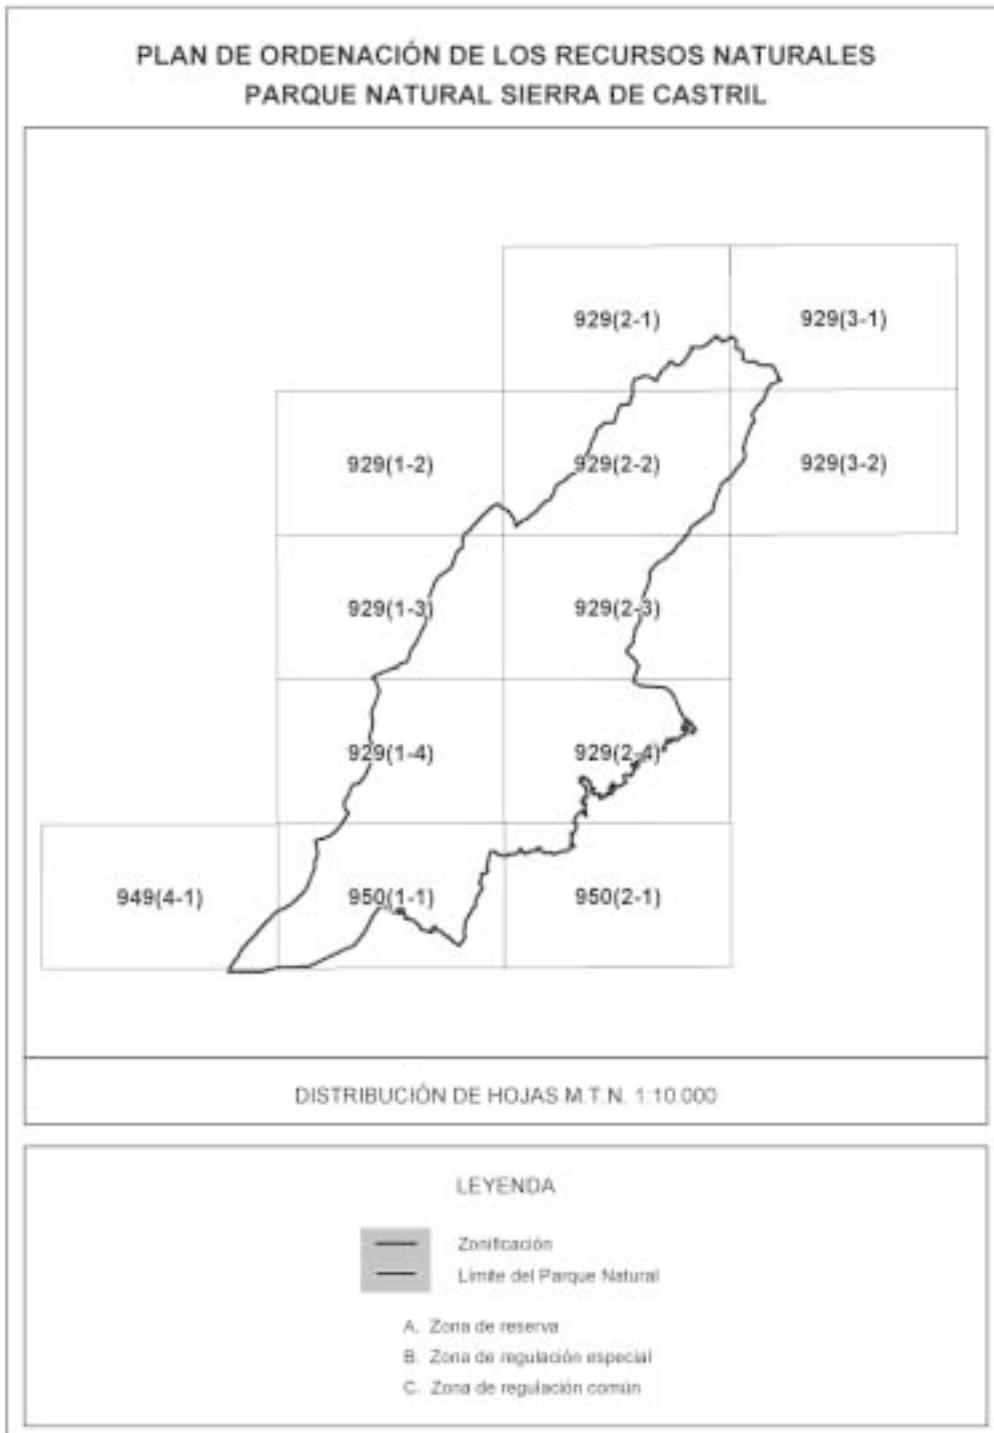 PLAN DE ORDENACIÓN DE LOS RECURSOS NATURALES
PARQUE NATURAL SIERRA DE CASTRIL
929(2-1)
929(3-1)
929(1-2)
929(2-2)
929(3-2)
929(1-3)
929(2-3)
929(1-4)
929(2-4)
949(4-1)
950(1-1)
950(2-1)
DISTRIBUCIÓN DE HOJAS M.T.N. 1:10.000
LEYENDA
Zonificación
Límite del Parque Natural
A. Zona de reserva
B. Zona de regulación especial
C. Zona de regulación común